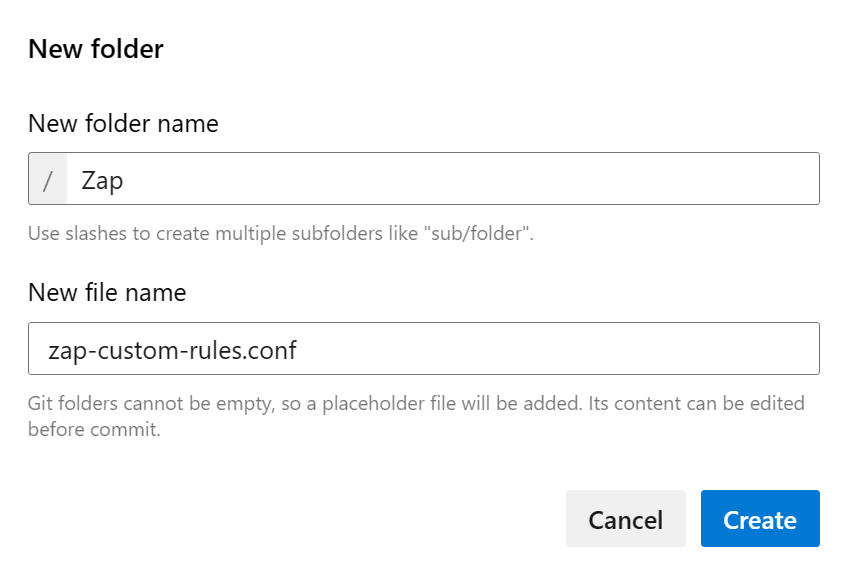 New folder
New folder name
/ Zap
Use slashes to create multiple subfolders like "sub/folder".
New file name
zap-custom-rules.conf
Git folders cannot be empty, so a placeholder file will be added. Its content can be edited
before commit.
Cancel Create